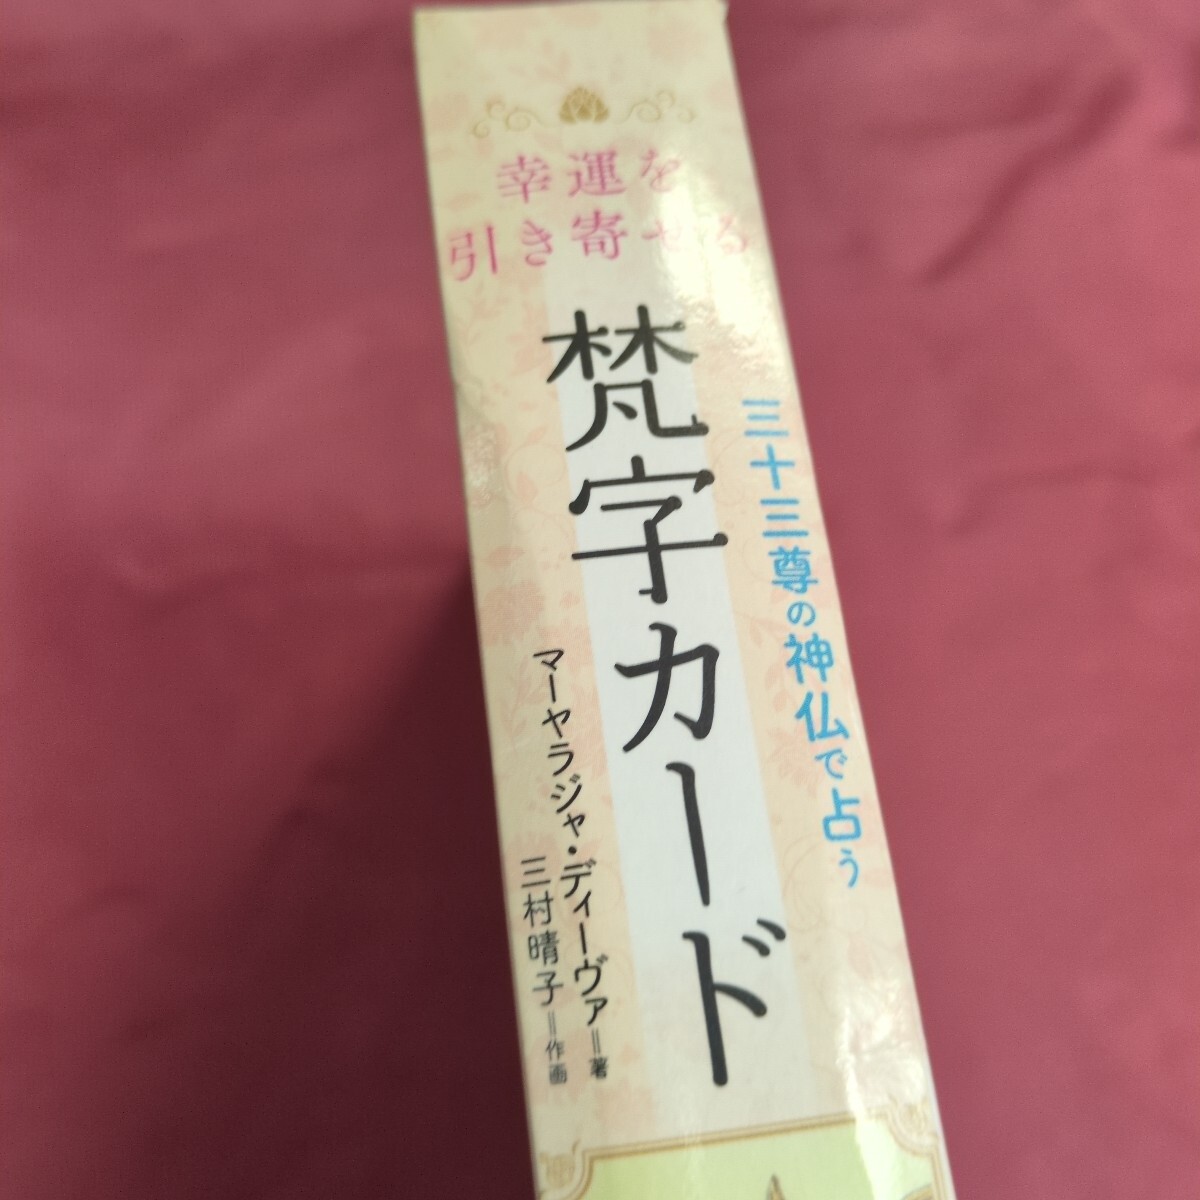 幸運を
引き寄せる
梵字カード
三十三尊の神仏で占う
マーヤラジャ・ディーヴァ＝著
三村晴子＝作画